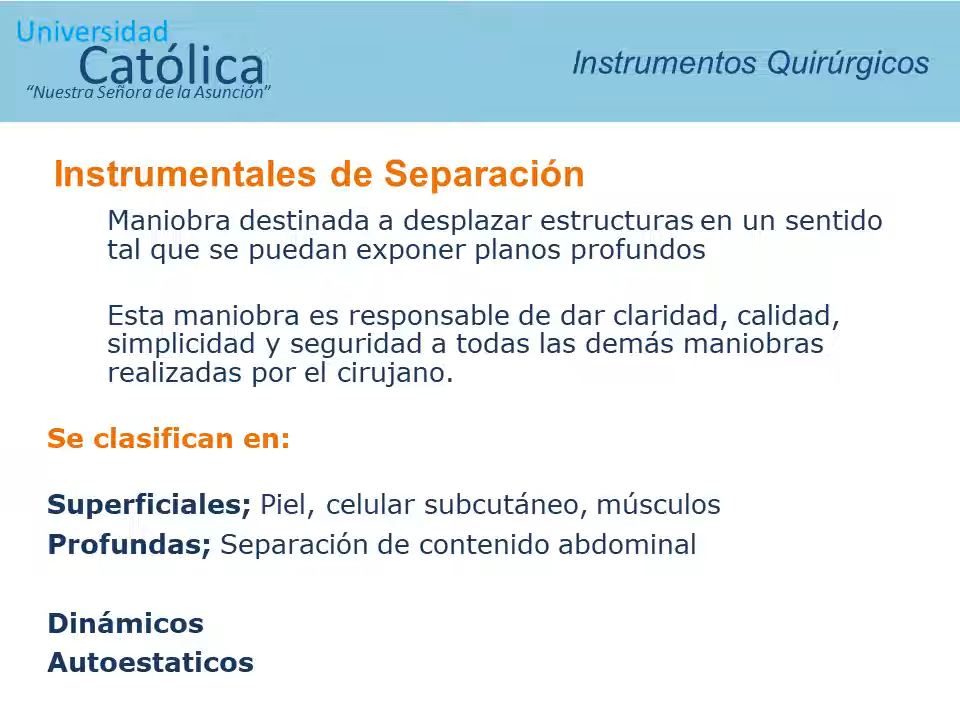 Universidad
Católica
“Nuestra Señora de la Asunción”
Instrumentos Quirúrgicos
Instrumentales de Separación
Maniobra destinada a desplazar estructuras en un sentido
tal que se puedan exponer planos profundos
Esta maniobra es responsable de dar claridad, calidad,
simplicidad y seguridad a todas las demás maniobras
realizadas por el cirujano.
Se clasifican en:
Superficiales; Piel, celular subcutáneo, músculos
Profundas; Separación de contenido abdominal
Dinámicos
Autoestaticos